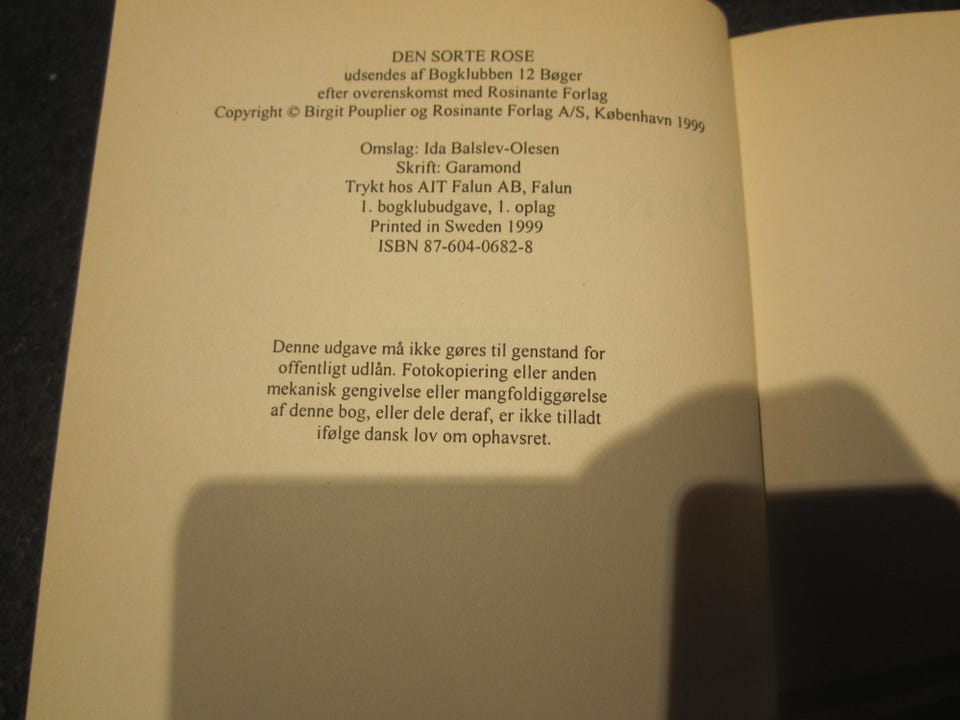 DEN SORTE ROSE
udsendes af Bogklubben 12 Bøger
efter overenskomst med Rosinante Forlag
Copyright © Birgit Pouplier og Rosinante Forlag A/S, København 1999
Omslag: Ida Balslev-Olesen
Skrift: Garamond
Trykt hos AIT Falun AB, Falun
1. bogklubudgave, 1. oplag
Printed in Sweden 1999
ISBN 87-604-0682-8
Denne udgave må ikke gøres til genstand for
offentligt udlån. Fotokopiering eller anden
mekanisk gengivelse eller mangfoldiggørelse
af denne bog, eller dele deraf, er ikke tilladt
ifølge dansk lov om ophavsret.